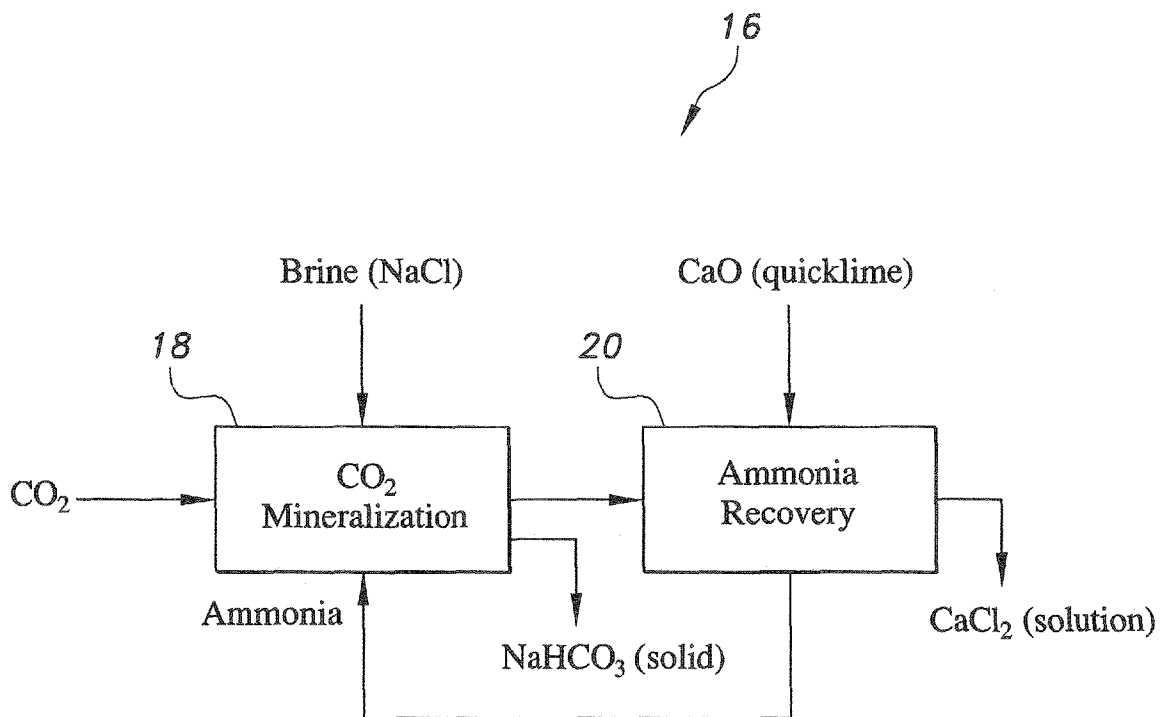 16
Brine (NaCl)
CaO (quicklime)
18
20
CO₂
CO₂
Mineralization
Ammonia
Recovery
Ammonia
NaHCO₃ (solid)
CaCl₂ (solution)